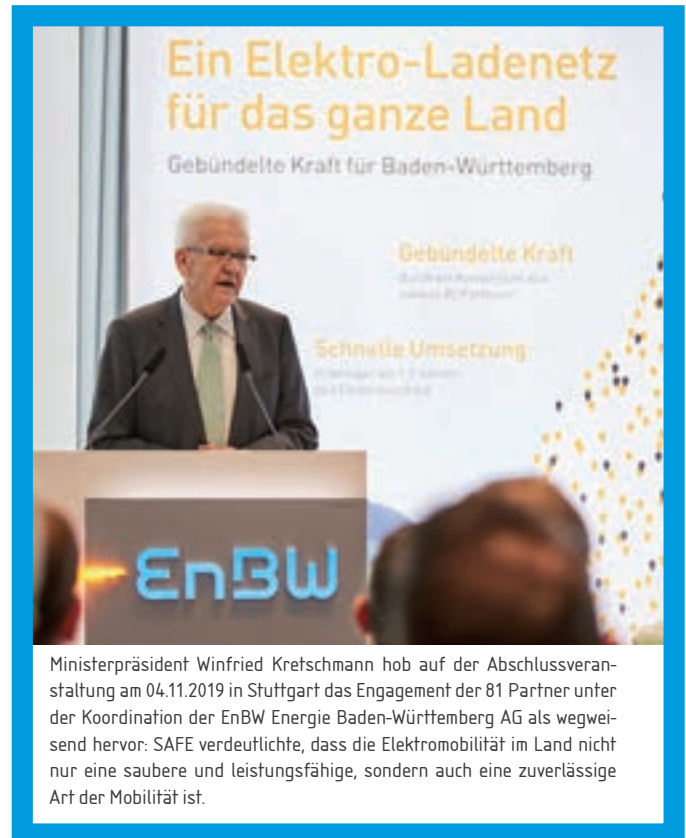 Ein Elektro-Ladenetz
für das ganze Land
Gebündelte Kraft für Baden-Württemberg
Gebündelte Kraft
Schnelle Umsetzung
EnBW
Ministerpräsident Winfried Kretschmann hob auf der Abschlussveran-
staltung am 04.11.2019 in Stuttgart das Engagement der 81 Partner unter
der Koordination der EnBW Energie Baden-Württemberg AG als wegwei-
send hervor: SAFE verdeutlichte, dass die Elektromobilität im Land nicht
nur eine saubere und leistungsfähige, sondern auch eine zuverlässige
Art der Mobilität ist.